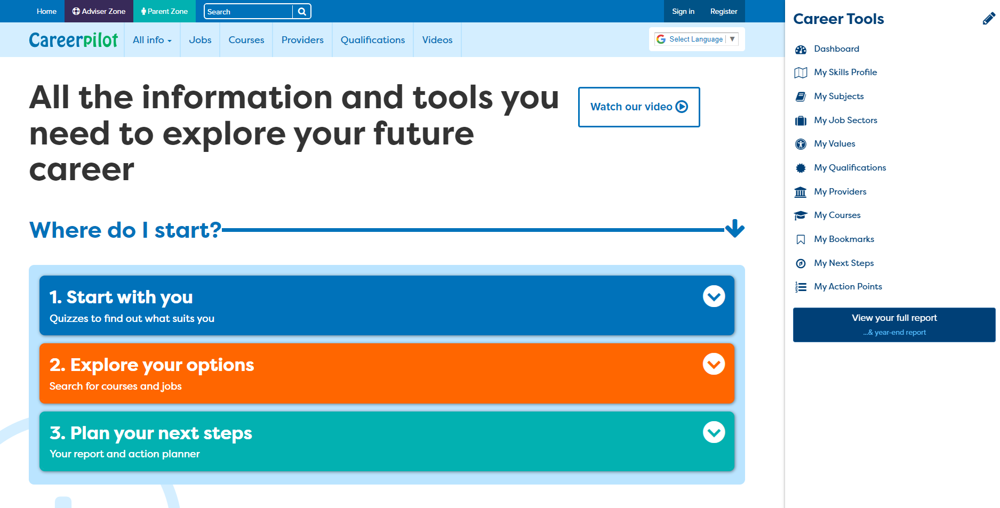 Home
Adviser Zone
Parent Zone
Search
Sign in
Register
Careerpilot
All info
Jobs
Courses
Providers
Qualifications
Videos
Select Language
All the information and tools you
need to explore your future
career
Watch our video
Where do I start?
1. Start with you
Quizzes to find out what suits you
2. Explore your options
Search for courses and jobs
3. Plan your next steps
Your report and action planner
Career Tools
Dashboard
My Skills Profile
My Subjects
My Job Sectors
My Values
My Qualifications
My Providers
My Courses
My Bookmarks
My Next Steps
My Action Points
View your full report
...& year-end report